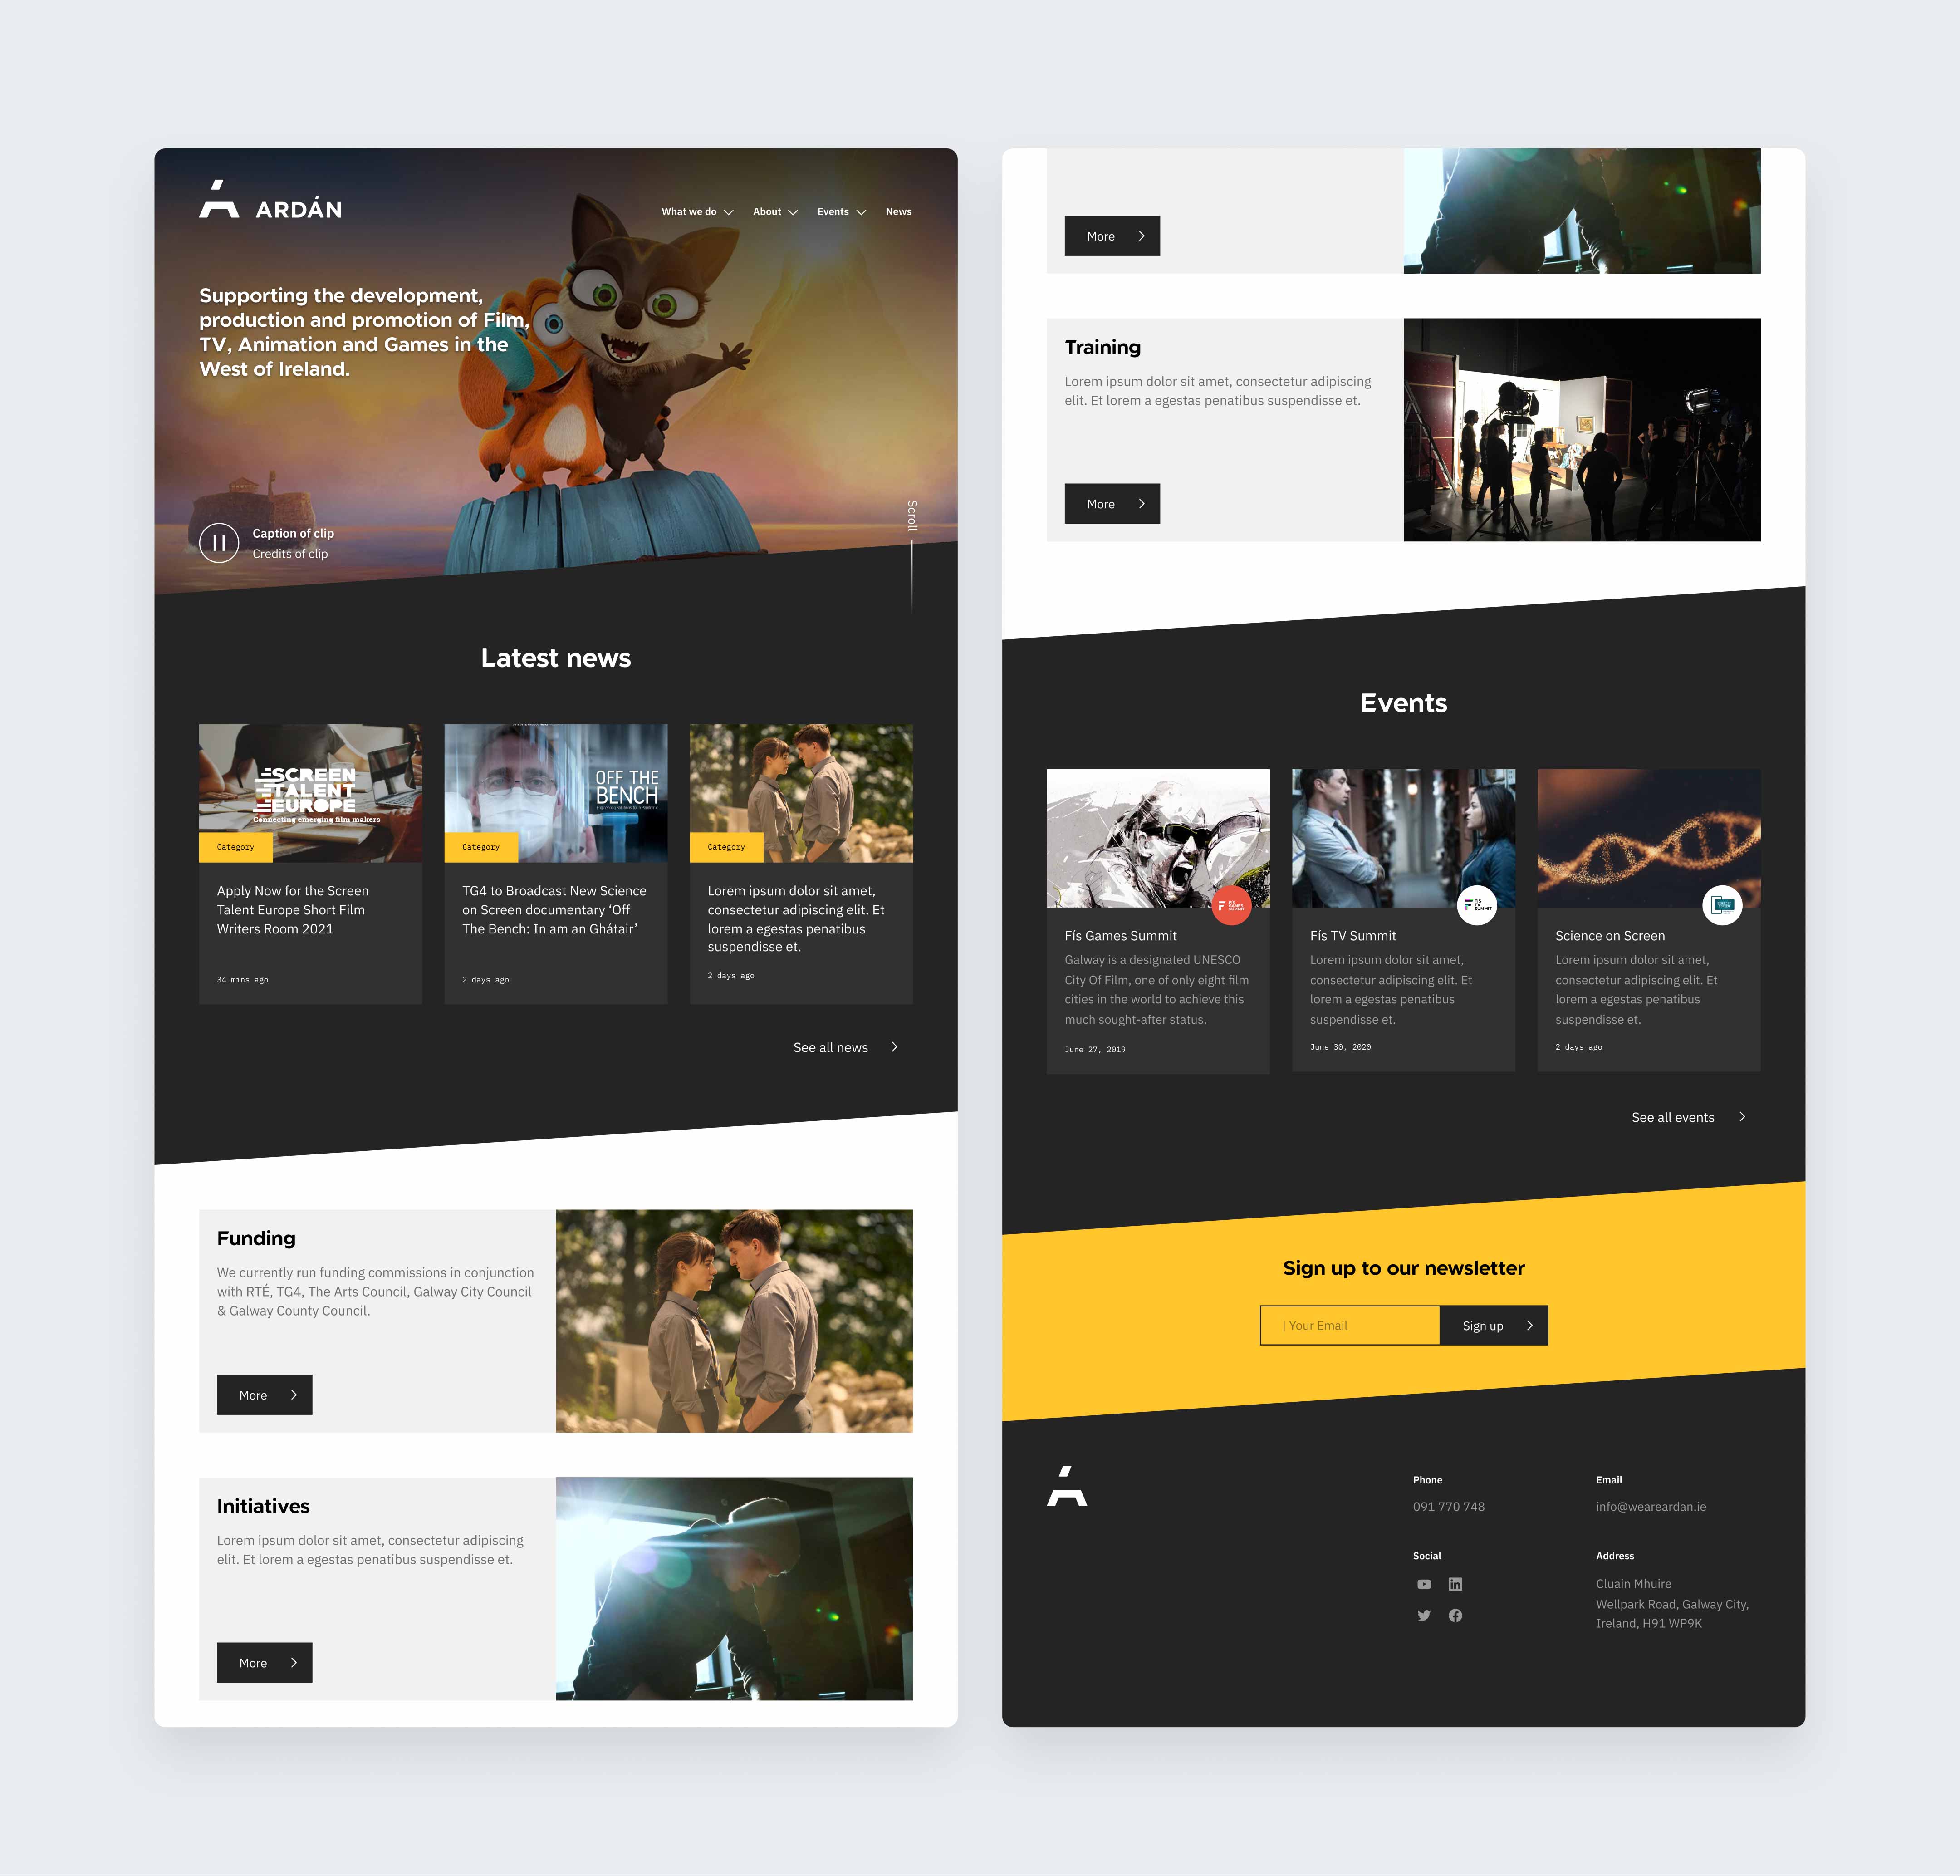 ARDÁN
What we do
About
Events
News
Supporting the development,
production and promotion of Film,
TV, Animation and Games in the
West of Ireland.
Caption of clip
Credits of clip
Scroll
Latest news
SCREEN
TALENT
EUROPE
Connecting emerging film makers
Category
Apply Now for the Screen
Talent Europe Short Film
Writers Room 2021
34 mins ago
OFF THE
BENCH
Engineering Solutions for a Pandemic
Category
TG4 to Broadcast New Science
on Screen documentary ‘Off
The Bench: In am an Ghátair’
2 days ago
Category
Lorem ipsum dolor sit amet,
consectetur adipiscing elit. Et
lorem a egestas penatibus
suspendisse et.
2 days ago
See all news
Funding
We currently run funding commissions in conjunction
with RTÉ, TG4, The Arts Council, Galway City Council
& Galway County Council.
More
Initiatives
Lorem ipsum dolor sit amet, consectetur adipiscing
elit. Et lorem a egestas penatibus suspendisse et.
More
More
Training
Lorem ipsum dolor sit amet, consectetur adipiscing
elit. Et lorem a egestas penatibus suspendisse et.
More
Events
FÍS
GAMES
SUMMIT
Fís Games Summit
Galway is a designated UNESCO
City Of Film, one of only eight film
cities in the world to achieve this
much sought-after status.
June 27, 2019
FÍS
TV
SUMMIT
Fís TV Summit
Lorem ipsum dolor sit amet,
consectetur adipiscing elit. Et
lorem a egestas penatibus
suspendisse et.
June 30, 2020
Science on Screen
Lorem ipsum dolor sit amet,
consectetur adipiscing elit. Et
lorem a egestas penatibus
suspendisse et.
2 days ago
See all events
Sign up to our newsletter
| Your Email
Sign up
Phone
091 770 748
Email
info@weareardan.ie
Social
Address
Cluain Mhuire
Wellpark Road, Galway City,
Ireland, H91 WP9K